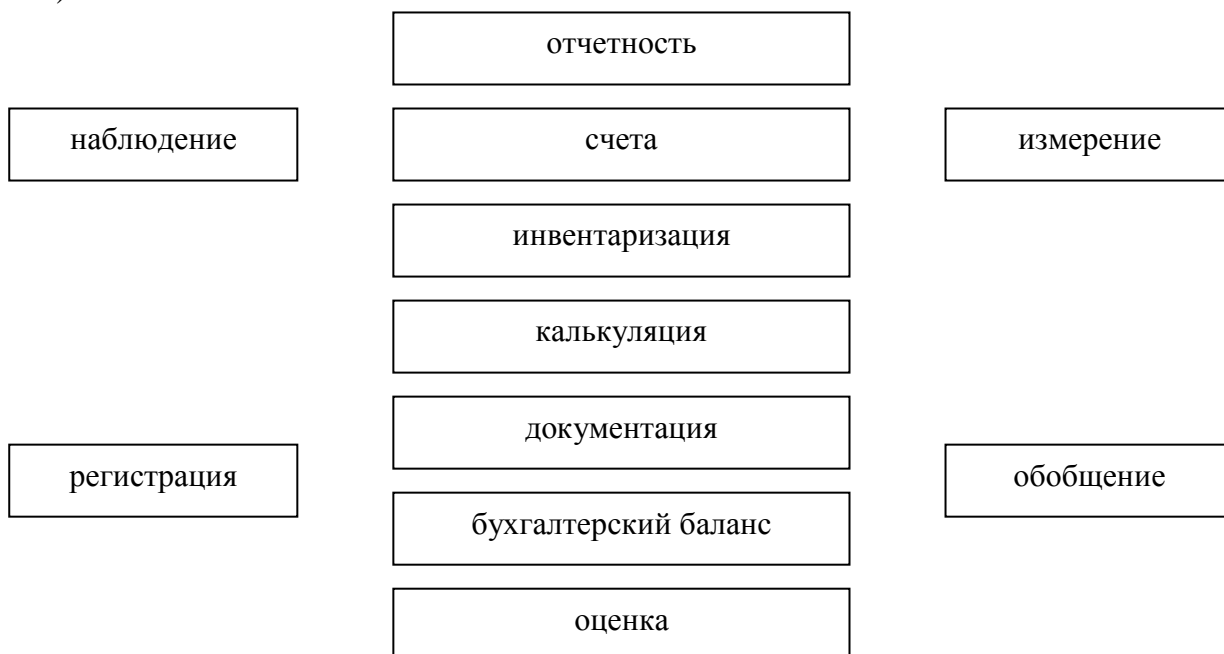 отчетность
наблюдение
счета
измерение
инвентаризация
калькуляция
документация
регистрация
обобщение
бухгалтерский баланс
оценка